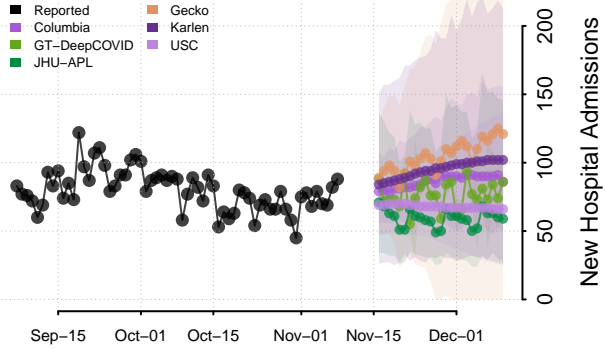 Reported
Columbia
GT−DeepCOVID
JHU−APL
Gecko
Karlen
USC
200
150
100
50
0
New Hospital Admissions
Sep−15
Oct−01
Oct−15
Nov−01
Nov−15
Dec−01